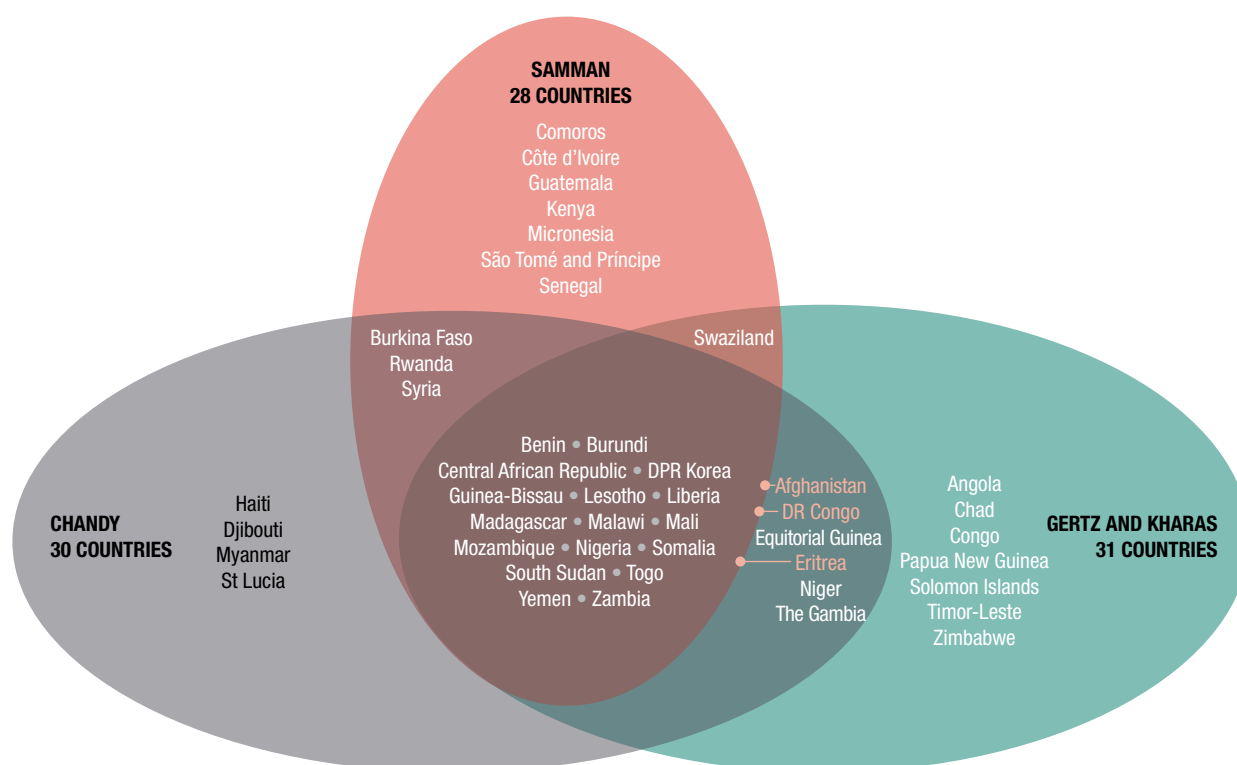 SAMMAN
28 COUNTRIES
Comoros
Côte d’Ivoire
Guatemala
Kenya
Micronesia
São Tomé and Príncipe
Senegal
Burkina Faso
Rwanda
Syria
Swaziland
CHANDY
30 COUNTRIES
Haiti
Djibouti
Myanmar
St Lucia
Benin • Burundi
Central African Republic • DPR Korea
Guinea-Bissau • Lesotho • Liberia
Madagascar • Malawi • Mali
Mozambique • Nigeria • Somalia
South Sudan • Togo
Yemen • Zambia
Afghanistan
DR Congo
Equitorial Guinea
Eritrea
Niger
The Gambia
Angola
Chad
Congo
Papua New Guinea
Solomon Islands
Timor-Leste
Zimbabwe
GERTZ AND KHARAS
31 COUNTRIES